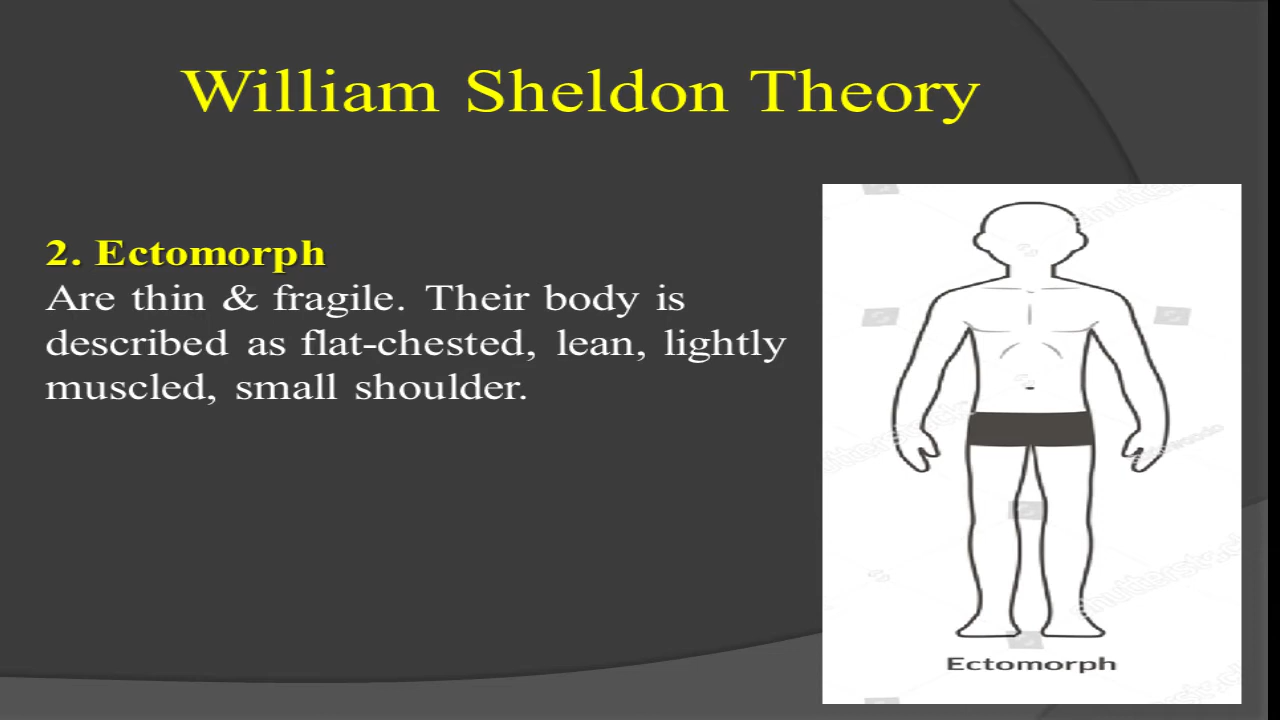 William Sheldon Theory
2. Ectomorph
Are thin & fragile. Their body is
described as flat-chested, lean, lightly
muscled, small shoulder.
Ectomorph